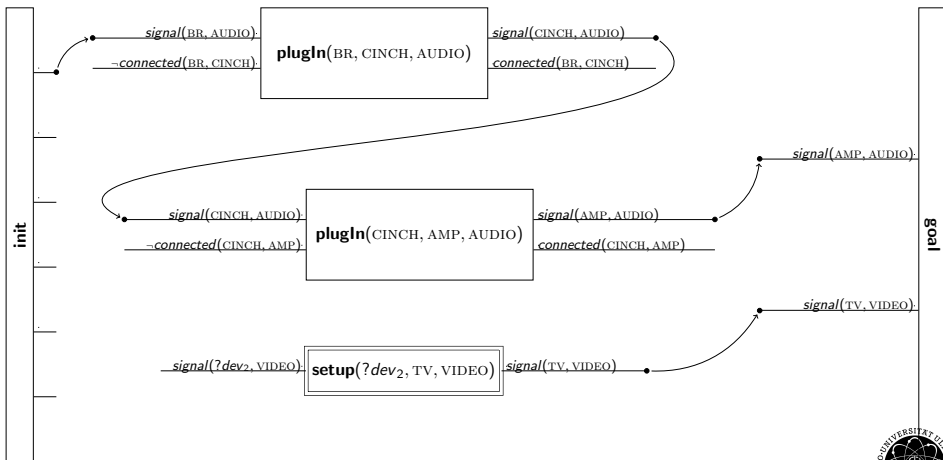 init
signal(BR, AUDIO)
¬connected(BR, CINCH)
plugIn(BR, CINCH, AUDIO)
signal(CINCH, AUDIO)
connected(BR, CINCH)
signal(CINCH, AUDIO)
¬connected(CINCH, AMP)
plugIn(CINCH, AMP, AUDIO)
signal(AMP, AUDIO)
connected(CINCH, AMP)
signal(?dev₂, VIDEO)
setup(?dev₂, TV, VIDEO)
signal(TV, VIDEO)
signal(AMP, AUDIO)
signal(TV, VIDEO)
goal